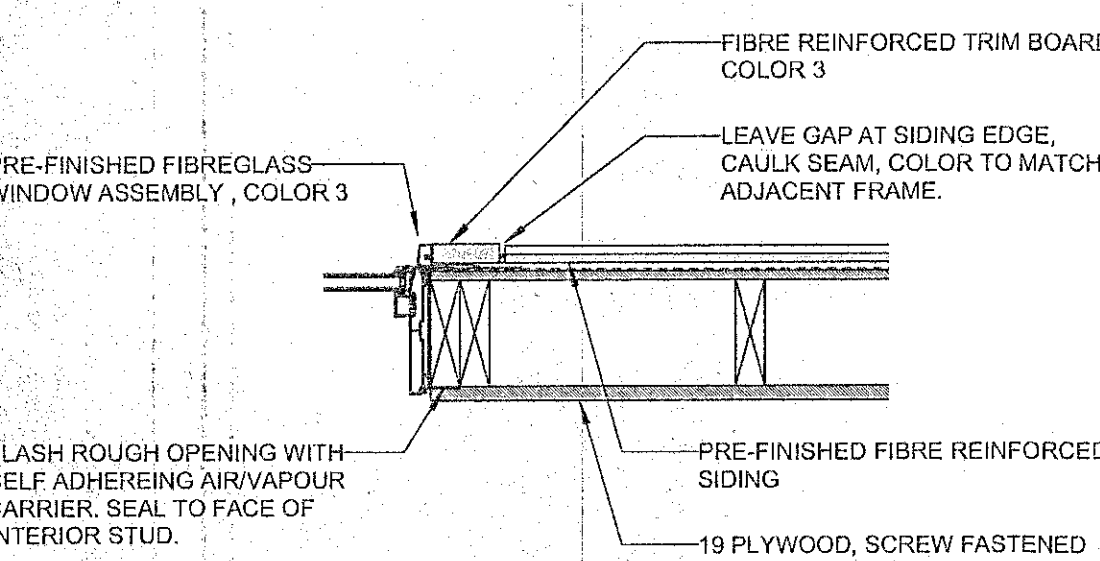 FIBRE REINFORCED TRIM BOARD
COLOR 3
LEAVE GAP AT SIDING EDGE,
CAULK SEAM, COLOR TO MATCH
ADJACENT FRAME.
PRE-FINISHED FIBREGLASS
WINDOW ASSEMBLY , COLOR 3
LASH ROUGH OPENING WITH
SELF ADHEREING AIR/VAPOUR
CARRIER. SEAL TO FACE OF
INTERIOR STUD.
PRE-FINISHED FIBRE REINFORCED
SIDING
19 PLYWOOD, SCREW FASTENED